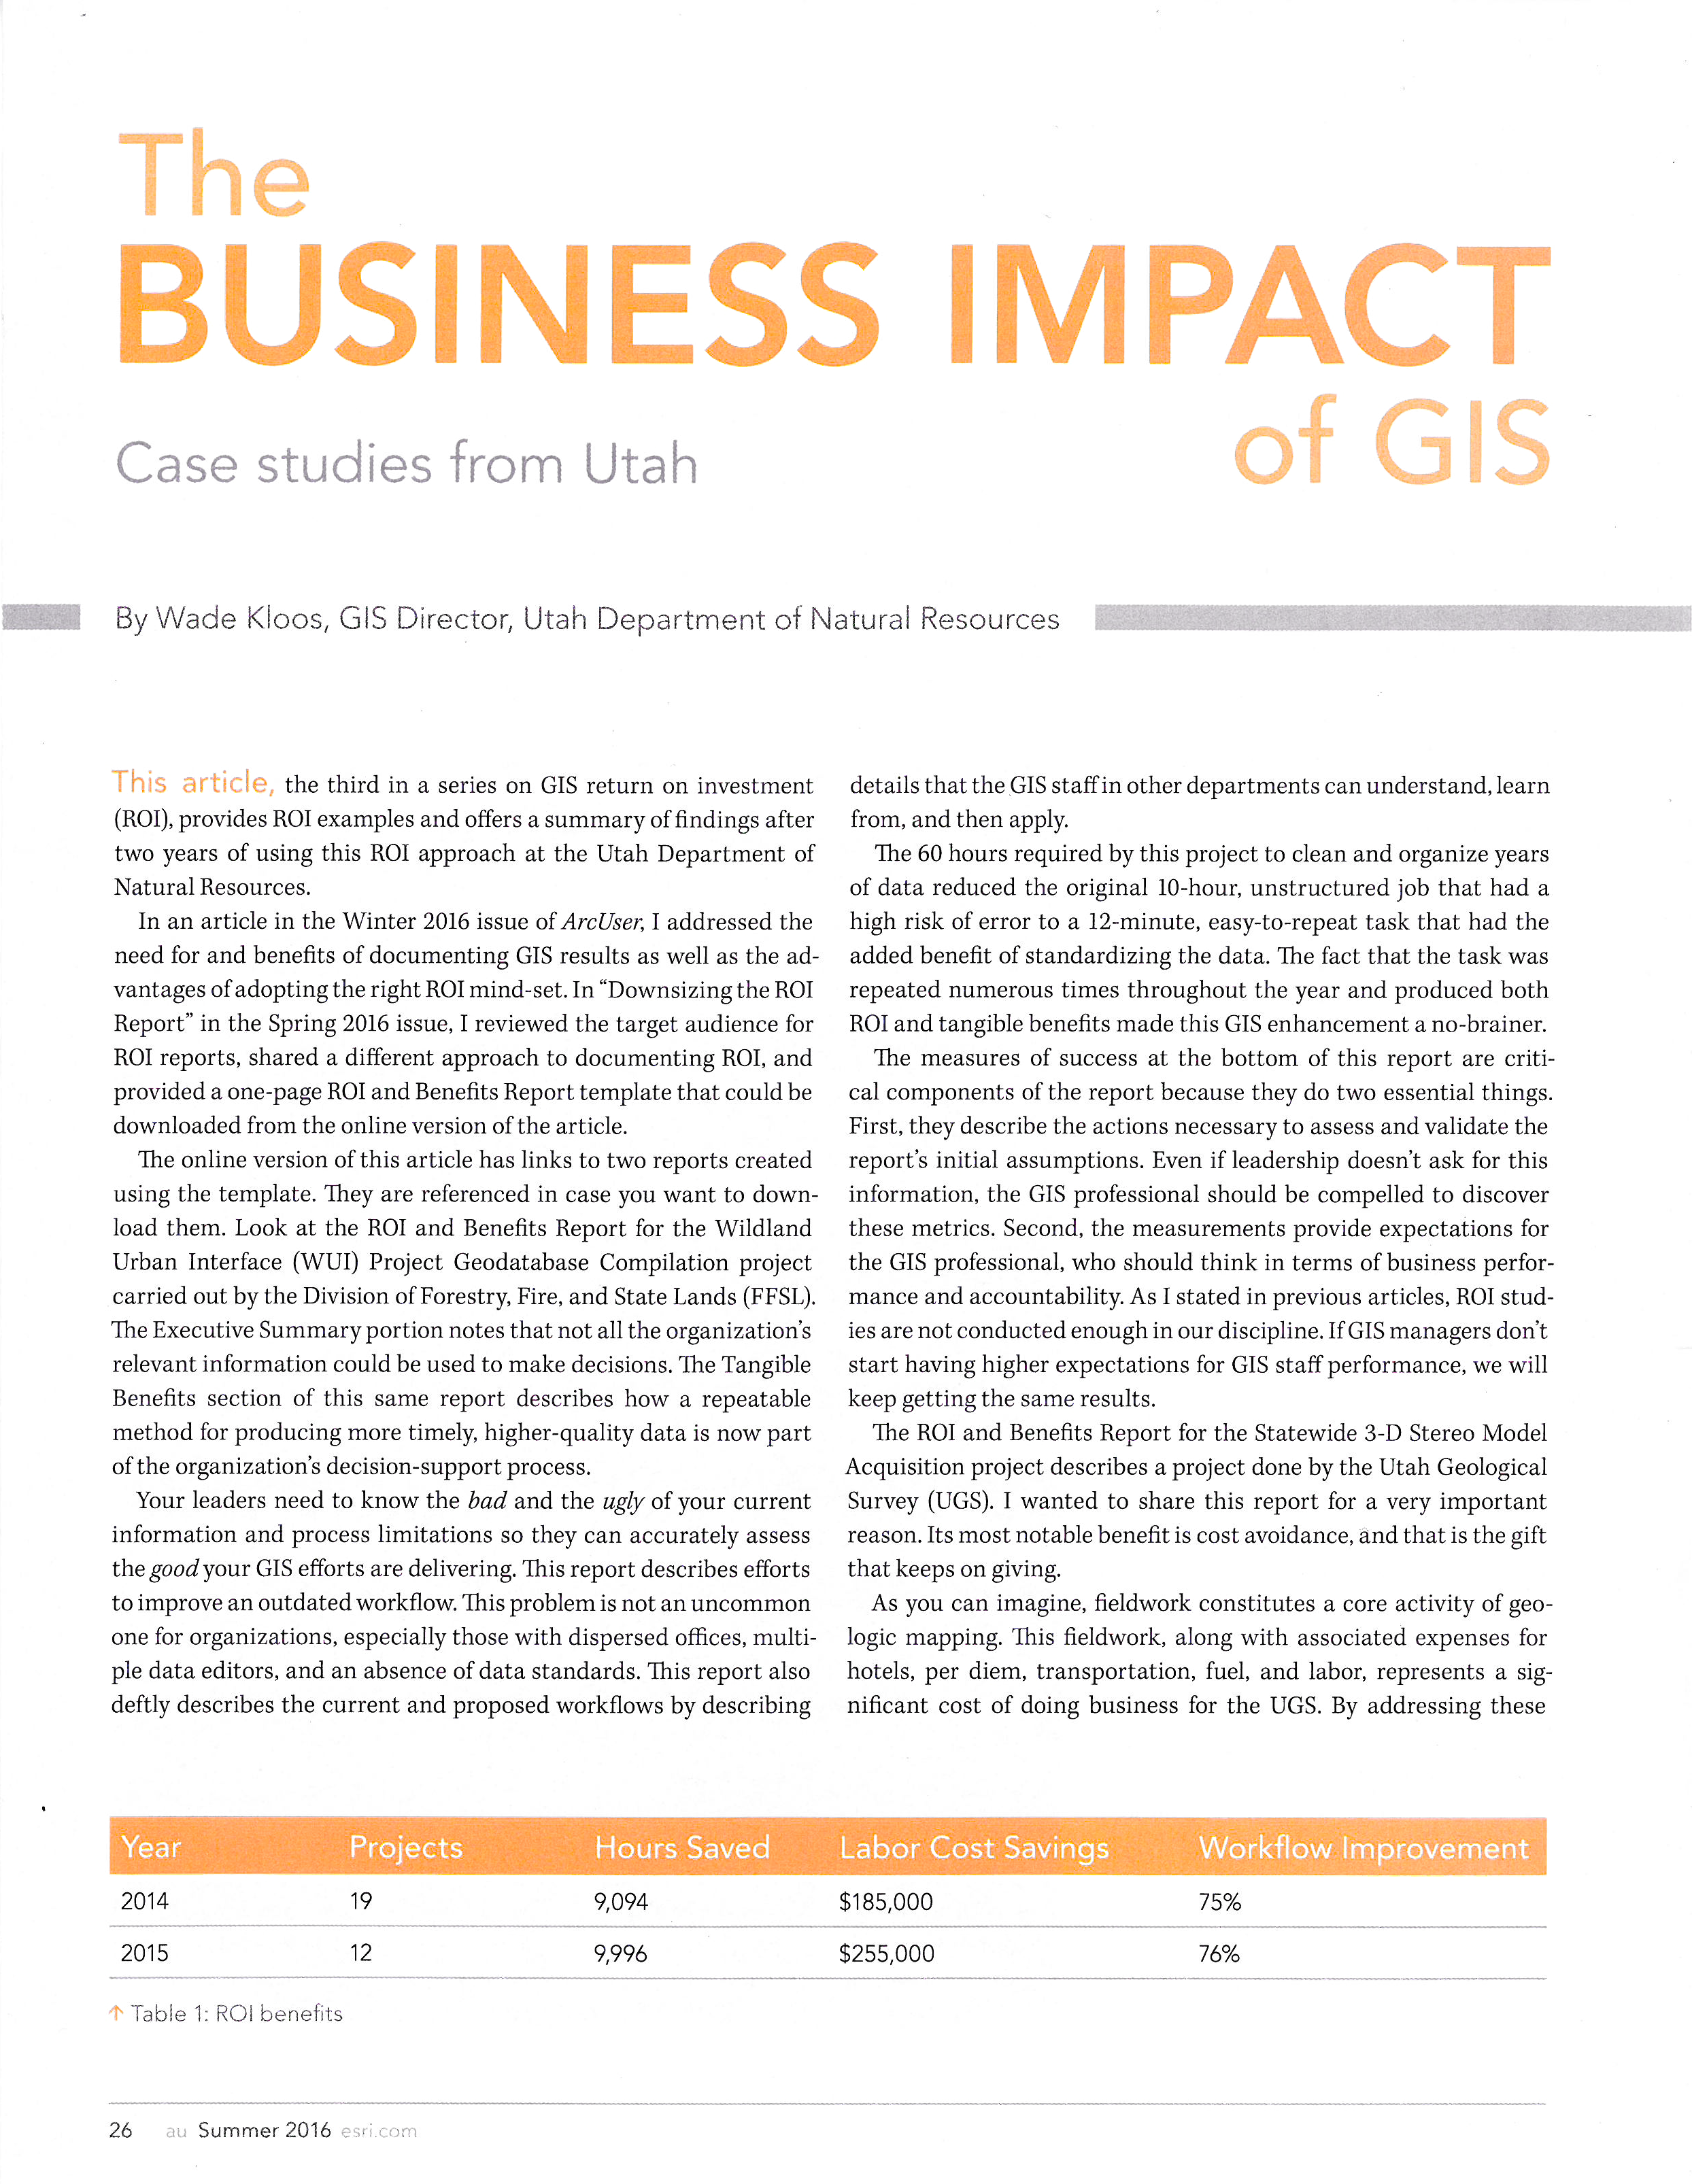 The
BUSINESS IMPACT
of GIS
Case studies from Utah
By Wade Kloos, GIS Director, Utah Department of Natural Resources
This article, the third in a series on GIS return on investment
(ROI), provides ROI examples and offers a summary of findings after
two years of using this ROI approach at the Utah Department of
Natural Resources.
In an article in the Winter 2016 issue of ArcUser, I addressed the
need for and benefits of documenting GIS results as well as the ad-
vantages of adopting the right ROI mind-set. In “Downsizing the ROI
Report” in the Spring 2016 issue, I reviewed the target audience for
ROI reports, shared a different approach to documenting ROI, and
provided a one-page ROI and Benefits Report template that could be
downloaded from the online version of the article.
The online version of this article has links to two reports created
using the template. They are referenced in case you want to down-
load them. Look at the ROI and Benefits Report for the Wildland
Urban Interface (WUI) Project Geodatabase Compilation project
carried out by the Division of Forestry, Fire, and State Lands (FFSL).
The Executive Summary portion notes that not all the organization’s
relevant information could be used to make decisions. The Tangible
Benefits section of this same report describes how a repeatable
method for producing more timely, higher-quality data is now part
of the organization’s decision-support process.
Your leaders need to know the bad and the ugly of your current
information and process limitations so they can accurately assess
the good your GIS efforts are delivering. This report describes efforts
to improve an outdated workflow. This problem is not an uncommon
one for organizations, especially those with dispersed offices, multi-
ple data editors, and an absence of data standards. This report also
deftly describes the current and proposed workflows by describing
details that the GIS staff in other departments can understand, learn
from, and then apply.
The 60 hours required by this project to clean and organize years
of data reduced the original 10-hour, unstructured job that had a
high risk of error to a 12-minute, easy-to-repeat task that had the
added benefit of standardizing the data. The fact that the task was
repeated numerous times throughout the year and produced both
ROI and tangible benefits made this GIS enhancement a no-brainer.
The measures of success at the bottom of this report are criti-
cal components of the report because they do two essential things.
First, they describe the actions necessary to assess and validate the
report’s initial assumptions. Even if leadership doesn’t ask for this
information, the GIS professional should be compelled to discover
these metrics. Second, the measurements provide expectations for
the GIS professional, who should think in terms of business perfor-
mance and accountability. As I stated in previous articles, ROI stud-
ies are not conducted enough in our discipline. If GIS managers don’t
start having higher expectations for GIS staff performance, we will
keep getting the same results.
The ROI and Benefits Report for the Statewide 3-D Stereo Model
Acquisition project describes a project done by the Utah Geological
Survey (UGS). I wanted to share this report for a very important
reason. Its most notable benefit is cost avoidance, and that is the gift
that keeps on giving.
As you can imagine, fieldwork constitutes a core activity of geo-
logic mapping. This fieldwork, along with associated expenses for
hotels, per diem, transportation, fuel, and labor, represents a sig-
nificant cost of doing business for the UGS. By addressing these
Year Projects Hours Saved Labor Cost Savings Workflow Improvement
2014 19 9,094 $185,000 75%
2015 12 9,996 $255,000 76%
↑ Table 1: ROI benefits
26 au Summer 2016 esri.com